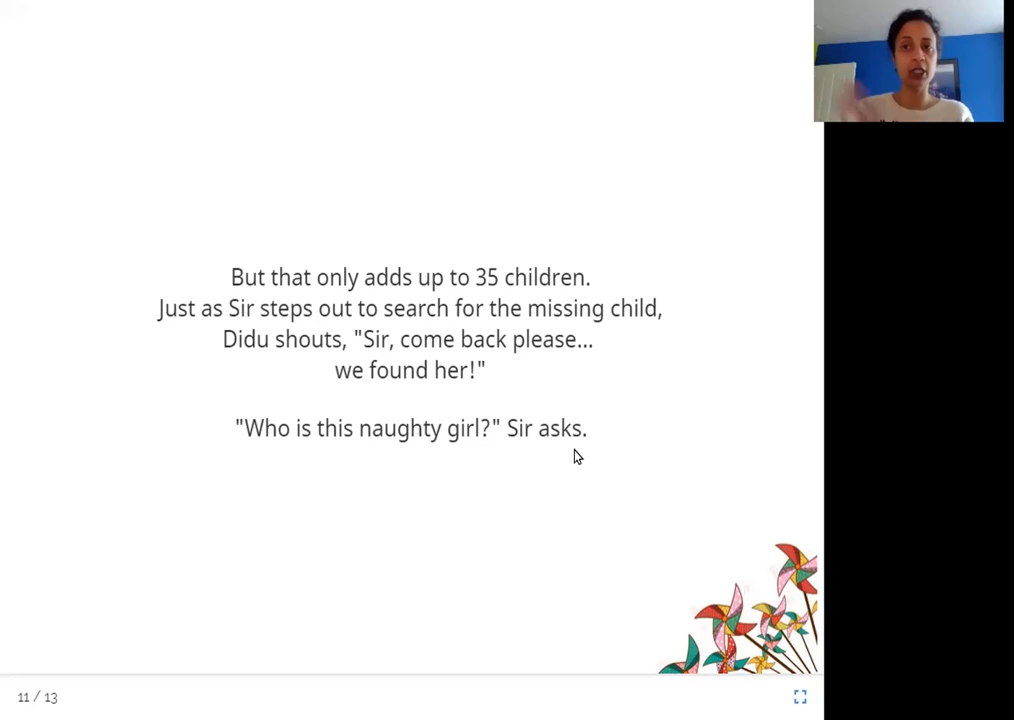 But that only adds up to 35 children.
Just as Sir steps out to search for the missing child,
Didu shouts, "Sir, come back please...
we found her!"
"Who is this naughty girl?" Sir asks.
11 / 13